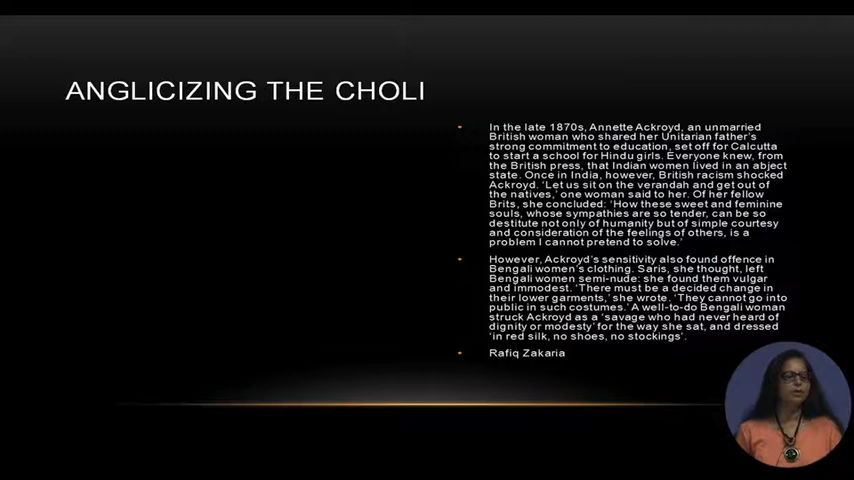 ANGLICIZING THE CHOLI
• In the late 1870s, Annette Ackroyd, an unmarried
British woman who shared her Unitarian father's
strong commitment to education, set off for Calcutta
to start a school for Hindu girls. Everyone knew, from
the British press, that Indian women lived in an abject
state. Once in India, however, British racism shocked
Ackroyd. 'Let us sit on the verandah and get out of
the natives,' one woman said to her. Of her fellow
Brits, she concluded: 'How these sweet and feminine
souls, whose sympathies are so tender, can be so
destitute not only of humanity but of simple courtesy
and consideration of the feelings of others, is a
problem I cannot pretend to solve.'
• However, Ackroyd's sensitivity also found offence in
Bengali women's clothing. Saris, she thought, left
Bengali women semi-nude: she found them vulgar
and immodest. 'There must be a decided change in
their lower garments,' she wrote. 'They cannot go into
public in such costumes.' A well-to-do Bengali woman
struck Ackroyd as a 'savage who had never heard of
dignity or modesty' for the way she sat, and dressed
'in red silk, no shoes, no stockings'.
• Rafiq Zakaria